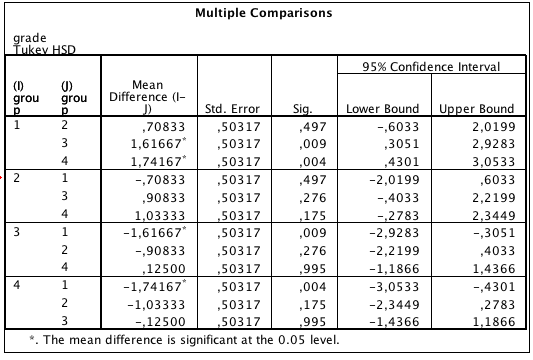 Multiple Comparisons
grade
Tukey HSD
(I) grou p (J) grou p Mean Difference (I-J) Std. Error Sig. 95% Confidence Interval
Lower Bound Upper Bound
1 2 ,70833 ,50317 ,497 -,6033 2,0199
3 1,61667* ,50317 ,009 ,3051 2,9283
4 1,74167* ,50317 ,004 ,4301 3,0533
2 1 -,70833 ,50317 ,497 -2,0199 ,6033
3 ,90833 ,50317 ,276 -,4033 2,2199
4 1,03333 ,50317 ,175 -,2783 2,3449
3 1 -1,61667* ,50317 ,009 -2,9283 -,3051
2 -,90833 ,50317 ,276 -2,2199 ,4033
4 ,12500 ,50317 ,995 -1,1866 1,4366
4 1 -1,74167* ,50317 ,004 -3,0533 -,4301
2 -1,03333 ,50317 ,175 -2,3449 ,2783
3 -,12500 ,50317 ,995 -1,4366 1,1866
*. The mean difference is significant at the 0.05 level.